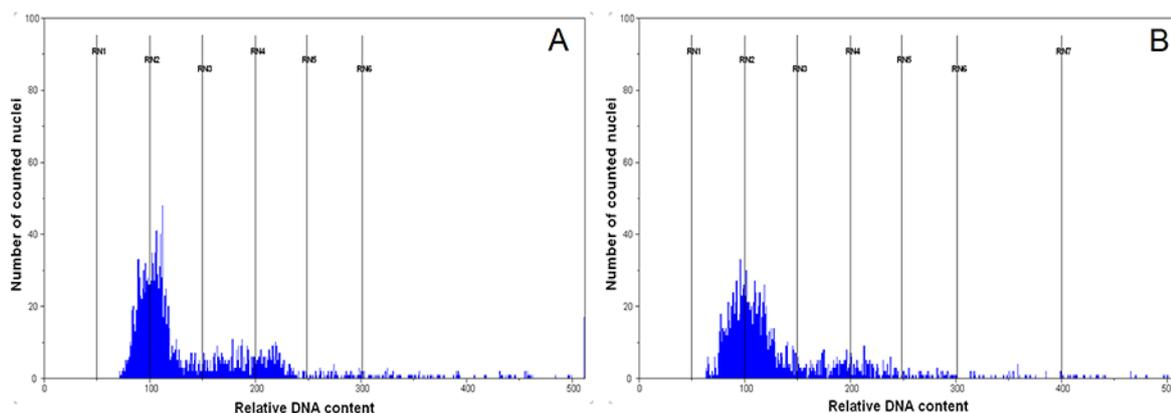 A
100
80
60
40
20
0
RN1
RN2
RN3
RN4
RN5
RN6
0
100
200
300
400
500
Number of counted nuclei
Relative DNA content
B
100
80
60
40
20
0
RN1
RN2
RN3
RN4
RN5
RN6
RN7
0
100
200
300
400
500
Number of counted nuclei
Relative DNA content